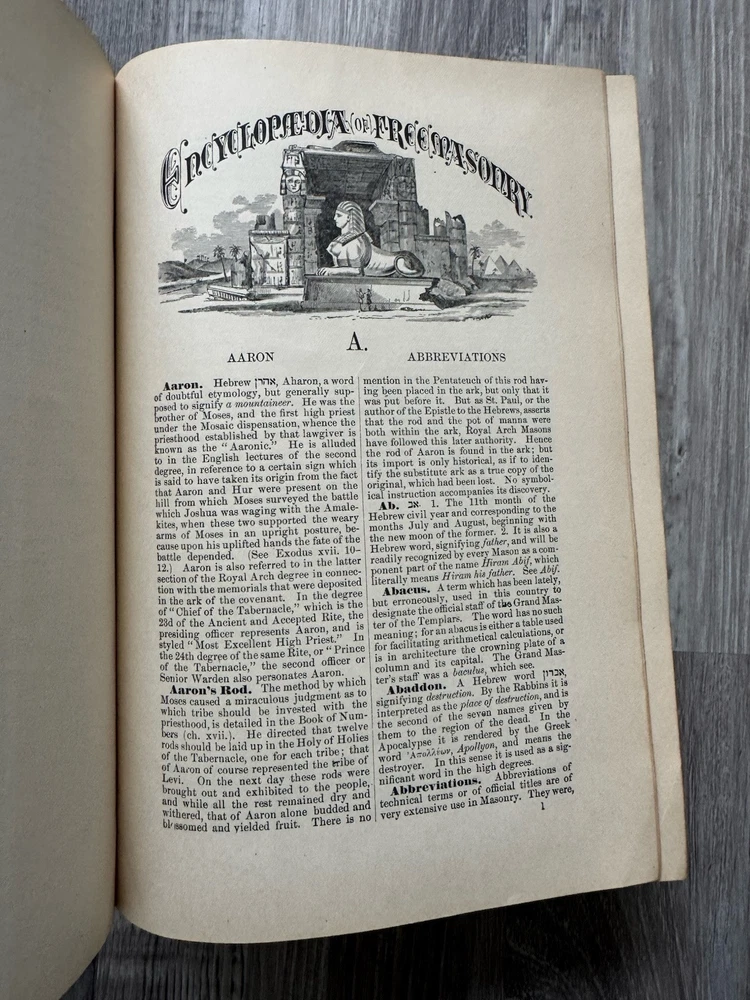 ENCYCLOPÆDIA OF FREEMASONRY.
A.
AARON
ABBREVIATIONS
Aaron. Hebrew אהרן, Aharon, a word
of doubtful etymology, but generally sup-
posed to signify a mountaineer. He was the
brother of Moses, and the first high priest
under the Mosaic dispensation, whence the
priesthood established by that lawgiver is
known as the "Aaronic." He is alluded
to in the English lectures of the second
degree, in reference to a certain sign which
is said to have taken its origin from the fact
that Aaron and Hur were present on the
hill from which Moses surveyed the battle
which Joshua was waging with the Amale-
kites, when these two supported the weary
arms of Moses in an upright posture, be-
cause upon his uplifted hands the fate of the
battle depended. (See Exodus xvii. 10-
12.) Aaron is also referred to in the latter
section of the Royal Arch degree in connec-
tion with the memorials that were deposited
in the ark of the covenant. In the degree
of "Chief of the Tabernacle," which is the
23d of the Ancient and Accepted Rite, the
presiding officer represents Aaron, and is
styled "Most Excellent High Priest." In
the 24th degree of the same Rite, or "Prince
of the Tabernacle," the second officer or
Senior Warden also personates Aaron.
Aaron's Rod. The method by which
Moses caused a miraculous judgment as to
which tribe should be invested with the
priesthood, is detailed in the Book of Num-
bers (ch. xvii.). He directed that twelve
rods should be laid up in the Holy of Holies
of the Tabernacle, one for each tribe; that
of Aaron of course represented the tribe of
Levi. On the next day these rods were
brought out and exhibited to the people,
and while all the rest remained dry and
withered, that of Aaron alone budded and
blossomed and yielded fruit. There is no
mention in the Pentateuch of this rod hav-
ing been placed in the ark, but only that it
was put before it. But as St. Paul, or the
author of the Epistle to the Hebrews, asserts
that the rod and the pot of manna were
both within the ark, Royal Arch Masons
have followed this later authority. Hence
the rod of Aaron is found in the ark; but
its import is only historical, as if to iden-
tify the substitute ark as a true copy of the
original, which had been lost. No symbol-
ical instruction accompanies its discovery.
Ab. אב. 1. The 11th month of the
Hebrew civil year and corresponding to the
months July and August, beginning with
the new moon of the former. 2. It is also a
Hebrew word, signifying father, and will be
readily recognized by every Mason as a com-
ponent part of the name Hiram Abif, which
literally means Hiram his father. See Abif.
Abacus. A term which has been lately,
but erroneously, used in this country to
designate the official staff of the Grand Mas-
ter of the Templars. The word has no such
meaning; for an abacus is either a table used
for facilitating arithmetical calculations, or
is in architecture the crowning plate of a
column and its capital. The Grand Mas-
ter's staff was a baculus, which see.
Abaddon. A Hebrew word אבדון,
signifying destruction. By the Rabbins it is
interpreted as the place of destruction, and is
the second of the seven names given by
them to the region of the dead. In the
Apocalypse it is rendered by the Greek
word Ἀπολλύων, Apollyon, and means the
destroyer. In this sense it is used as a sig-
nificant word in the high degrees.
Abbreviations. Abbreviations of
technical terms or of official titles are of
very extensive use in Masonry. They were,
1